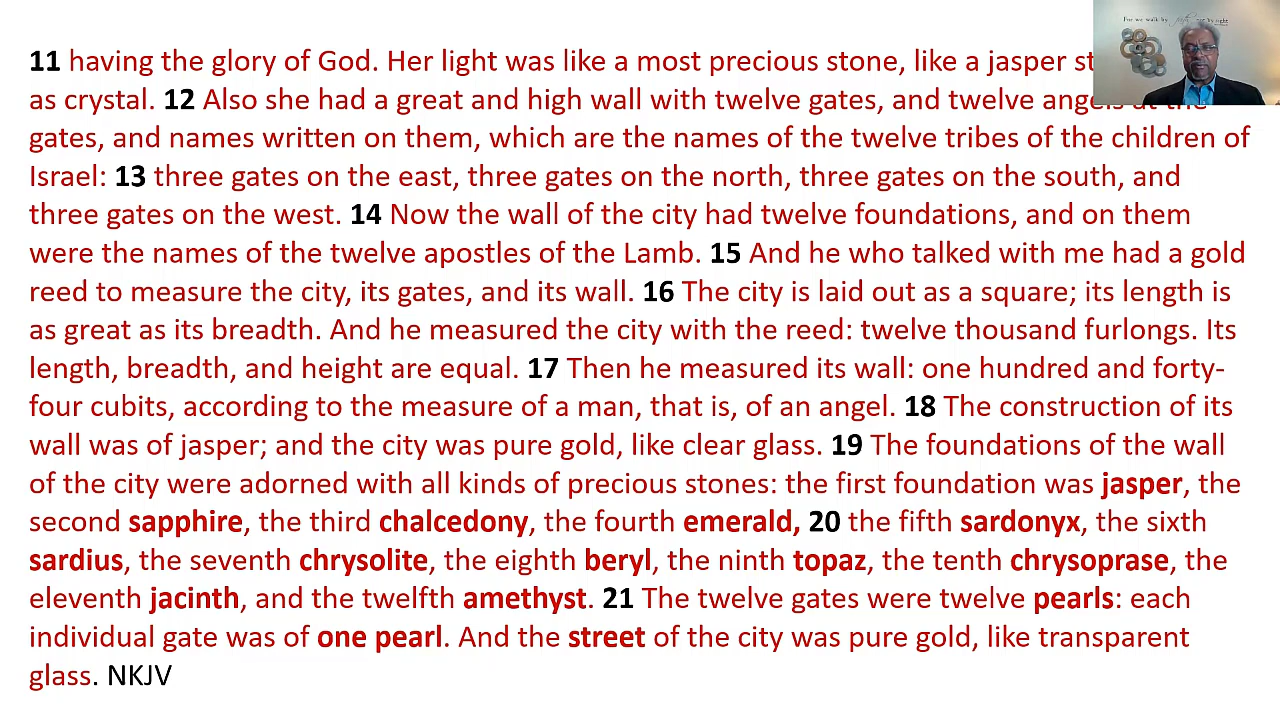 For we walk by faith not by sight
11 having the glory of God. Her light was like a most precious stone, like a jasper
as crystal. 12 Also she had a great and high wall with twelve gates, and twelve angels at the
gates, and names written on them, which are the names of the twelve tribes of the children of
Israel: 13 three gates on the east, three gates on the north, three gates on the south, and
three gates on the west. 14 Now the wall of the city had twelve foundations, and on them
were the names of the twelve apostles of the Lamb. 15 And he who talked with me had a gold
reed to measure the city, its gates, and its wall. 16 The city is laid out as a square; its length is
as great as its breadth. And he measured the city with the reed: twelve thousand furlongs. Its
length, breadth, and height are equal. 17 Then he measured its wall: one hundred and forty-
four cubits, according to the measure of a man, that is, of an angel. 18 The construction of its
wall was of jasper; and the city was pure gold, like clear glass. 19 The foundations of the wall
of the city were adorned with all kinds of precious stones: the first foundation was jasper, the
second sapphire, the third chalcedony, the fourth emerald, 20 the fifth sardonyx, the sixth
sardius, the seventh chrysolite, the eighth beryl, the ninth topaz, the tenth chrysoprase, the
eleventh jacinth, and the twelfth amethyst. 21 The twelve gates were twelve pearls: each
individual gate was of one pearl. And the street of the city was pure gold, like transparent
glass. NKJV